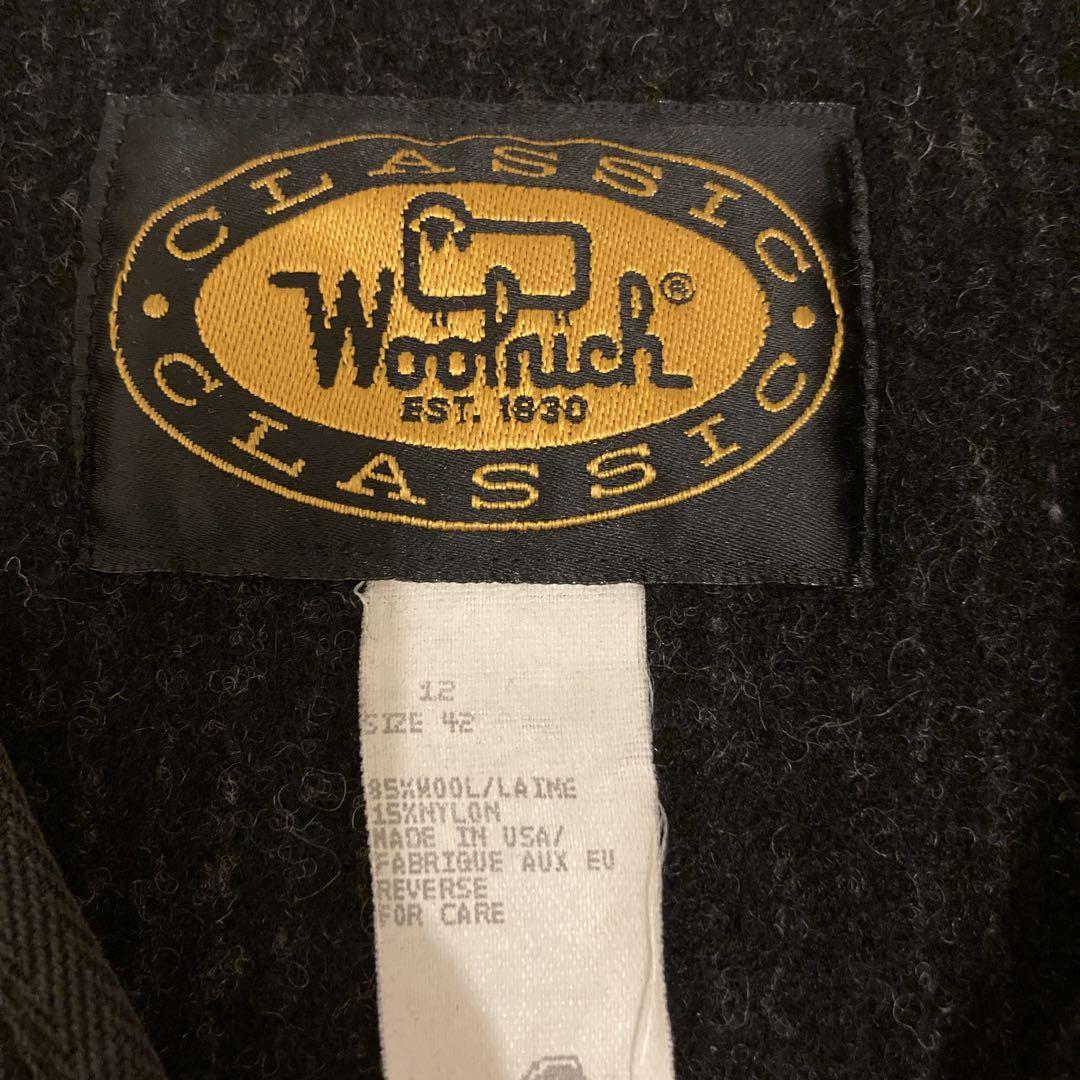 CLASSIC
Woolrich®
EST. 1830
CLASSIC
12
SIZE 42
85%WOOL/LAINE
15%NYLON
MADE IN USA/
FABRIQUE AUX EU
REVERSE
FOR CARE